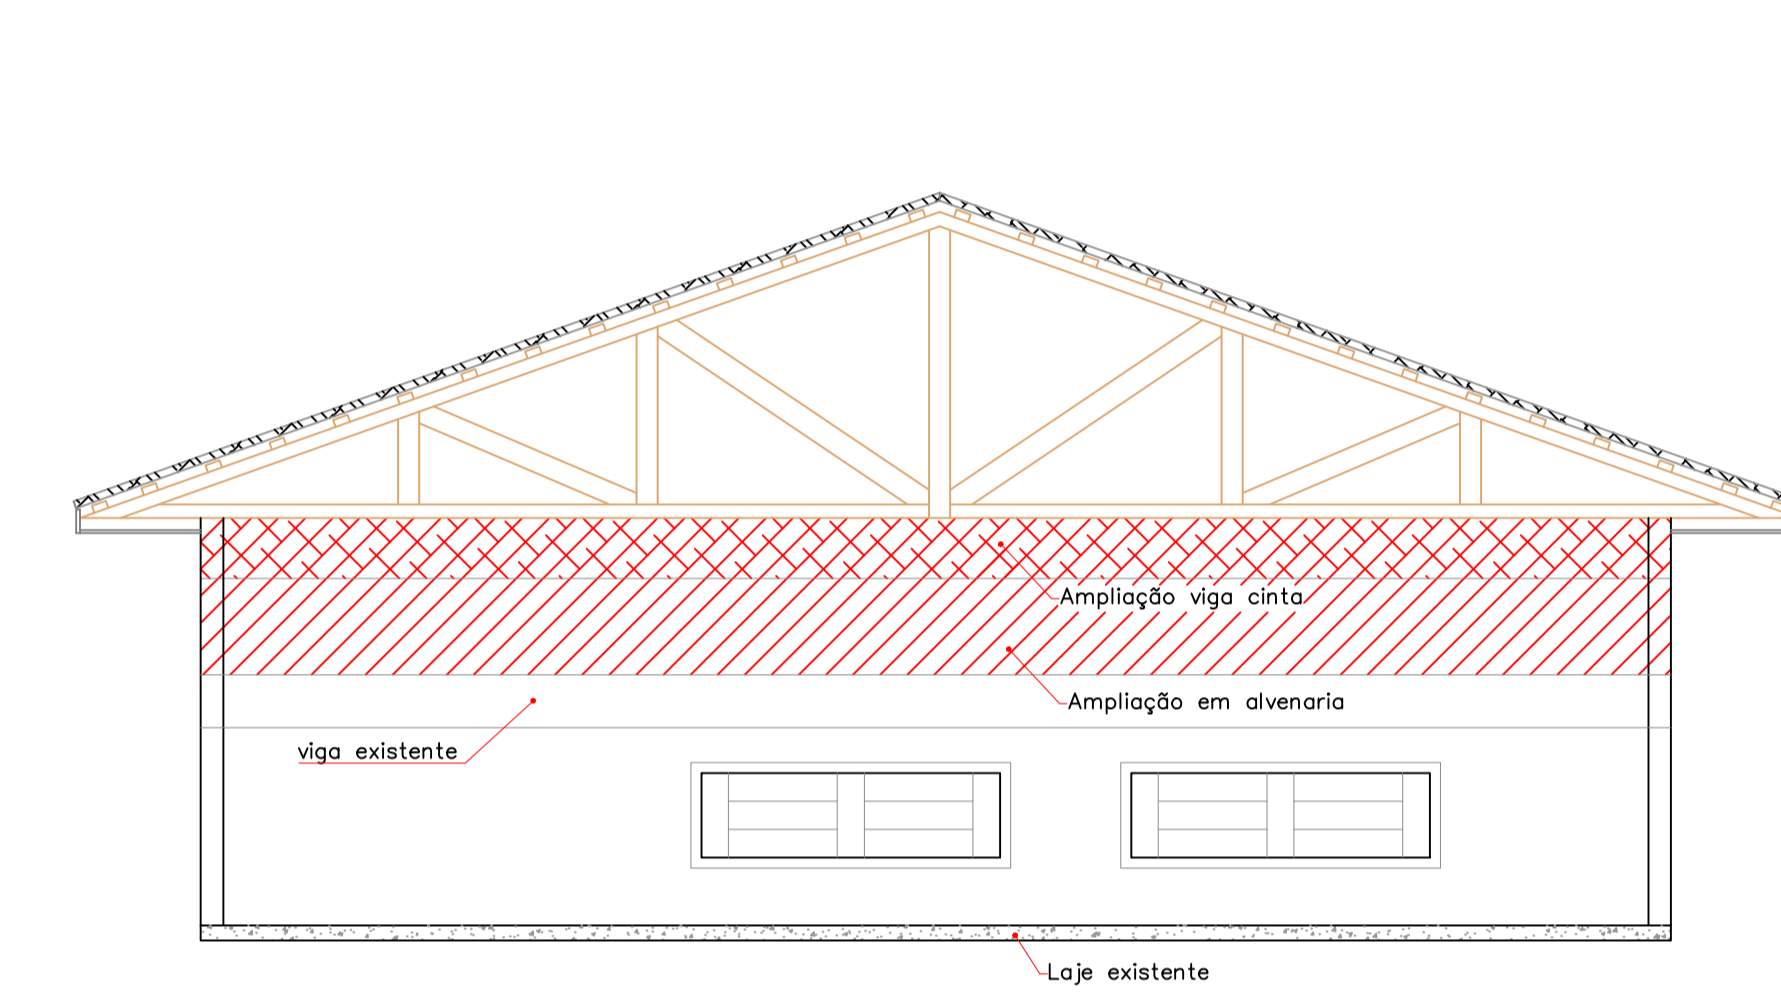 Ampliação viga cinta
Ampliação em alvenaria
viga existente
Laje existente